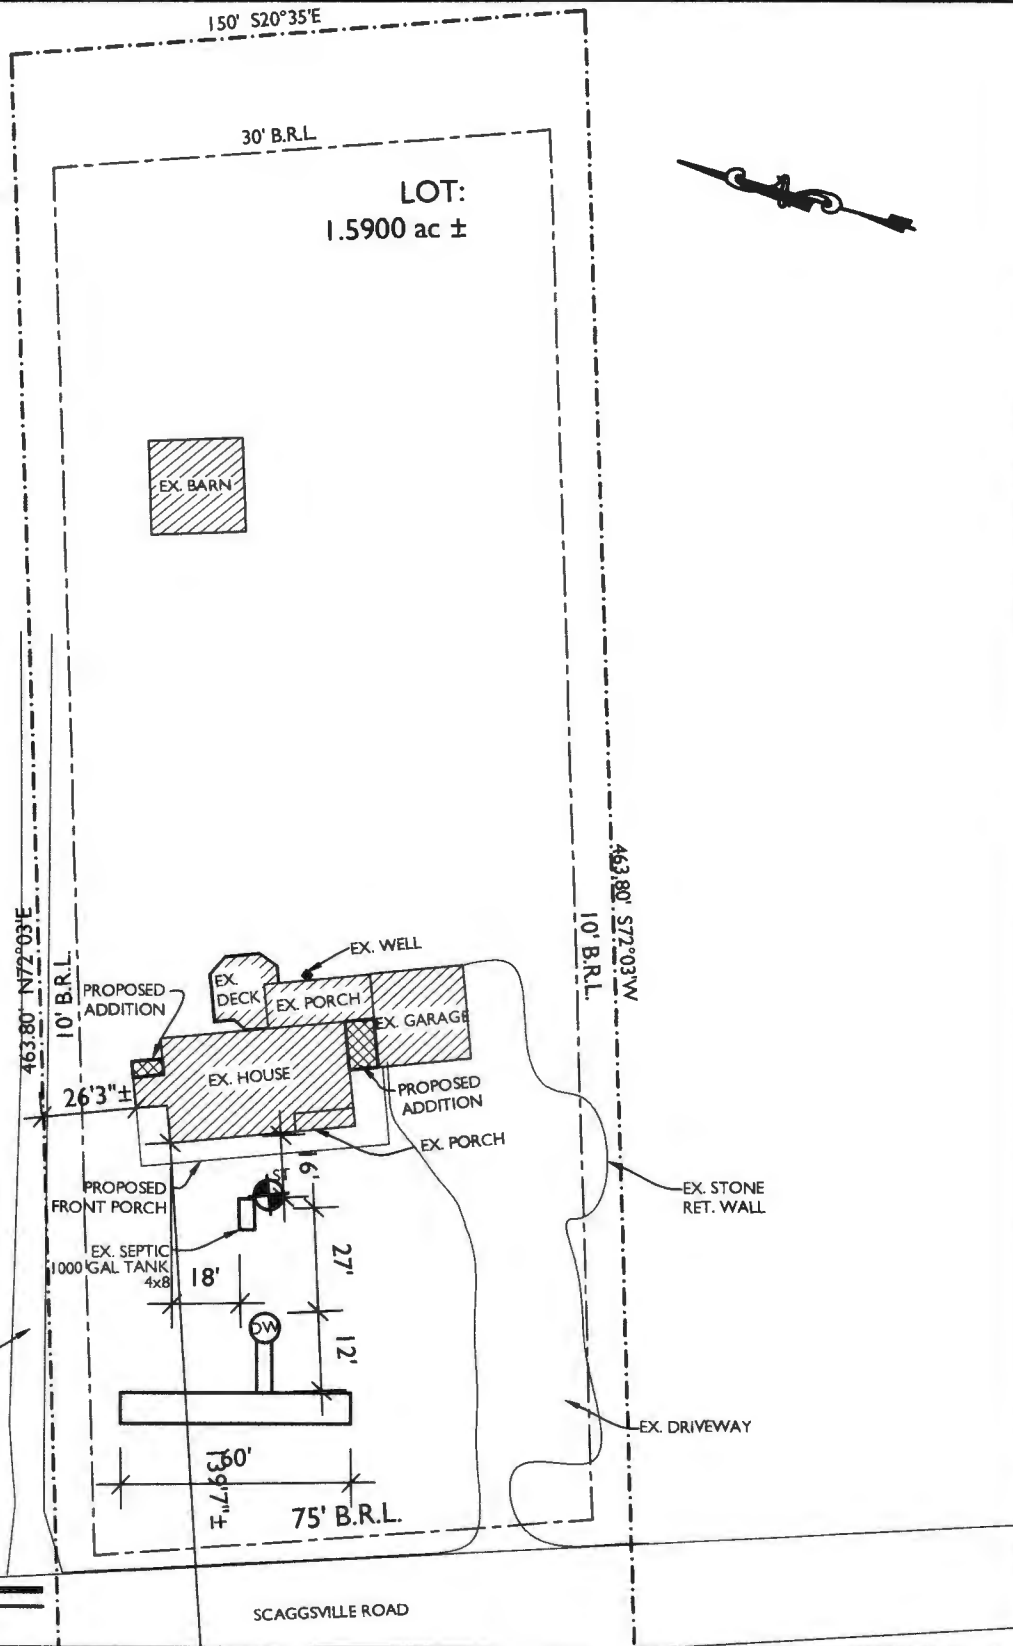 150' S20°35'E
30' B.R.L.
LOT:
1.5900 ac ±
EX. BARN
463.80' N72°03'E
10' B.R.L.
463.80' S72°03'W
10' B.R.L.
EX. WELL
EX.
DECK
EX. PORCH
EX. GARAGE
PROPOSED
ADDITION
EX. HOUSE
26'3"±
PROPOSED
ADDITION
EX. PORCH
16'
ST
PROPOSED
FRONT PORCH
EX. STONE
RET. WALL
EX. SEPTIC
1000 GAL TANK
4x8
18'
27'
DW
12'
EX. DRIVEWAY
60'
139'7"±
75' B.R.L.
SCAGGSVILLE ROAD